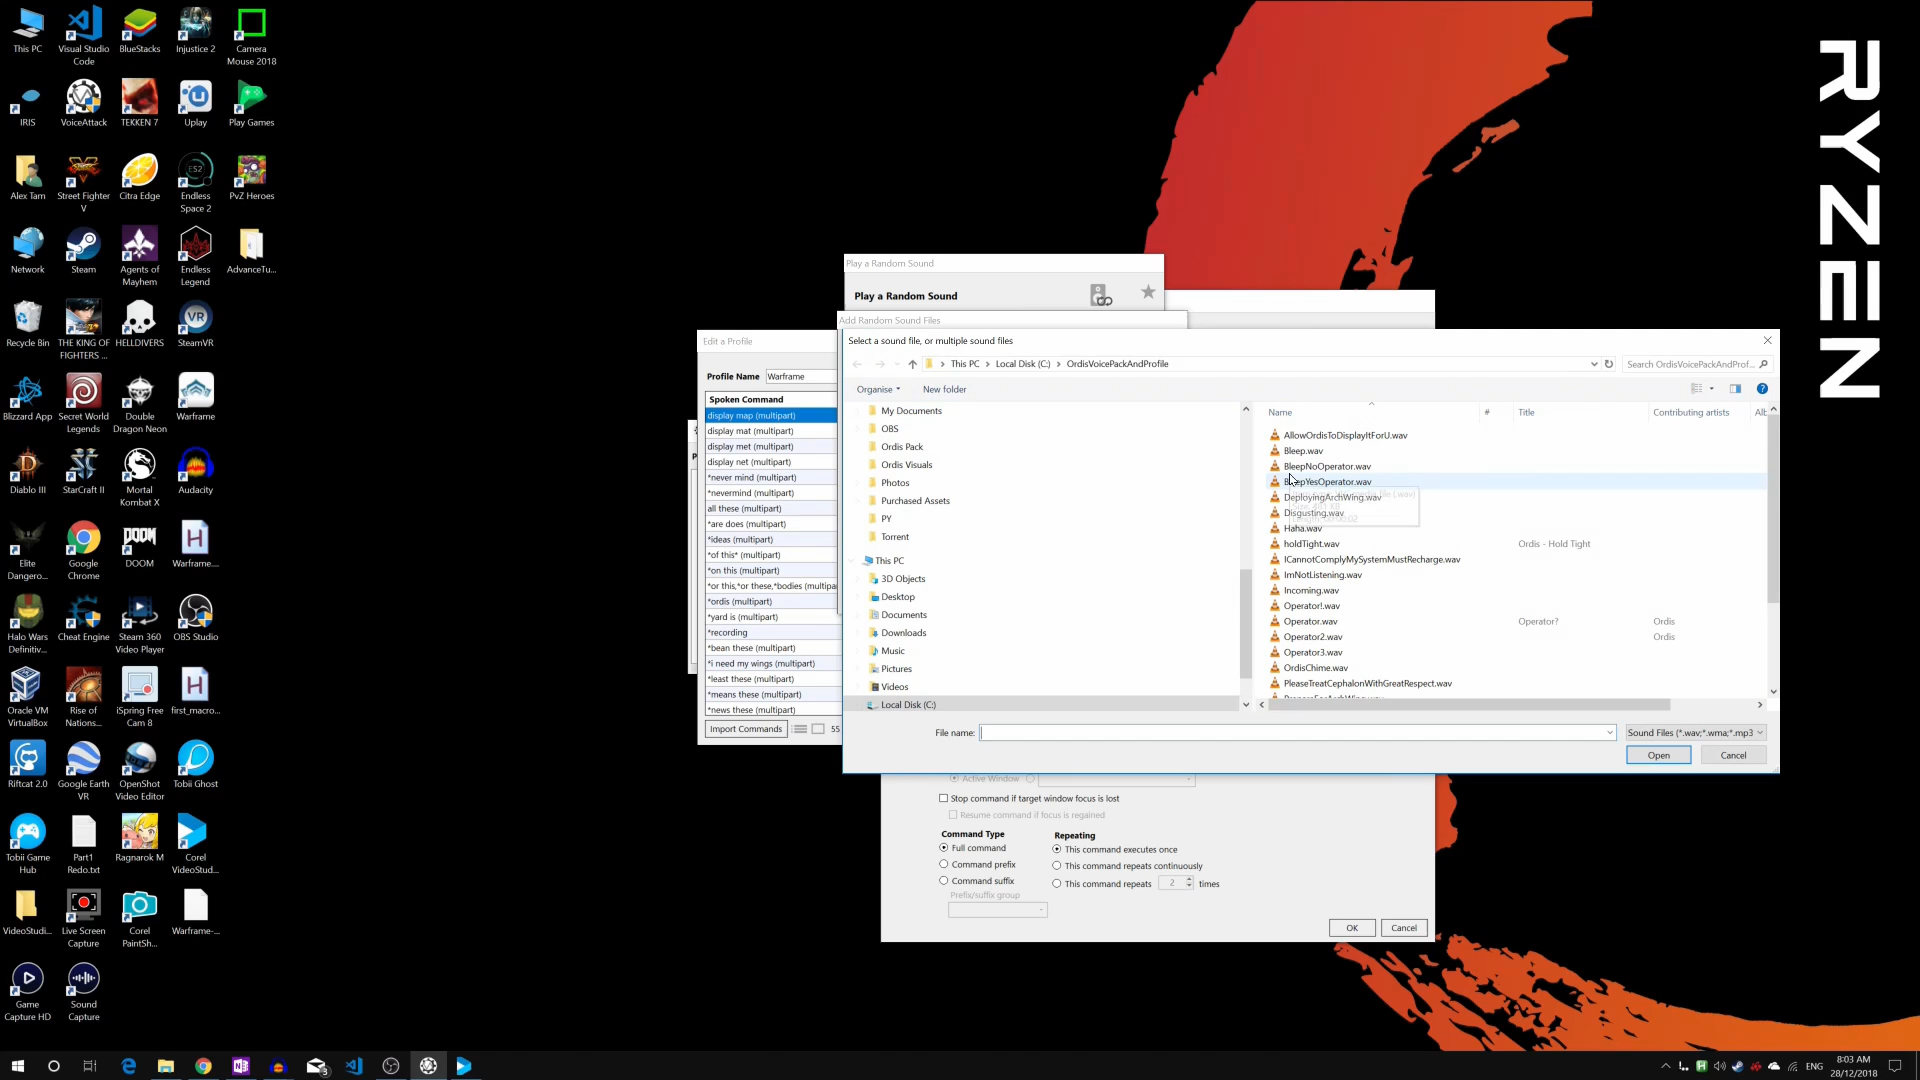 This PC
Visual Studio Code
BlueStacks
Injustice 2
Camera Mouse 2018
IRIS
VoiceAttack
TEKKEN 7
Uplay
Play Games
Alex Tam
Street Fighter V
Citra Edge
Endless Space 2
PvZ Heroes
Network
Steam
Agents of Mayhem
Endless Legend
AdvanceTu...
Recycle Bin
THE KING OF FIGHTERS ...
HELLDIVERS
SteamVR
Blizzard App
Secret World Legends
Double Dragon Neon
Warframe
Diablo III
StarCraft II
Mortal Kombat X
Audacity
Elite Dangero...
Google Chrome
DOOM
Warframe....
Halo Wars Definitiv...
Cheat Engine
Steam 360 Video Player
OBS Studio
Oracle VM VirtualBox
Rise of Nations...
iSpring Free Cam 8
first_macro...
Riftcat 2.0
Google Earth VR
OpenShot Video Editor
Tobii Ghost
Tobii Game Hub
Part1 Redo.txt
Ragnarok M
Corel VideoStud...
VideoStudi...
Live Screen Capture
Corel PaintSh...
Warframe-...
Game Capture HD
Sound Capture
RYZEN
Play a Random Sound
Play a Random Sound
Add Random Sound Files
Edit a Profile
Profile Name Warframe
Spoken Command
display map (multipart)
display mat (multipart)
display met (multipart)
display net (multipart)
*never mind (multipart)
*nevermind (multipart)
all these (multipart)
*are does (multipart)
*ideas (multipart)
*of this* (multipart)
*on this (multipart)
*or this,*or these,*bodies (multipa
*ordis (multipart)
*yard is (multipart)
*recording
*bean these (multipart)
*i need my wings (multipart)
*least these (multipart)
*means these (multipart)
*news these (multipart)
Import Commands
55
Select a sound file, or multiple sound files
This PC
Local Disk (C:)
OrdisVoicePackAndProfile
Search OrdisVoicePackAndProf...
Organise
New folder
My Documents
OBS
Ordis Pack
Ordis Visuals
Photos
Purchased Assets
PY
Torrent
This PC
3D Objects
Desktop
Documents
Downloads
Music
Pictures
Videos
Local Disk (C:)
Name # Title Contributing artists Alb
AllowOrdisToDisplayItForU.wav
Bleep.wav
BleepNoOperator.wav
BleepYesOperator.wav
DeployingArchWing.wav
Disgusting.wav
Haha.wav
holdTight.wav Ordis - Hold Tight
ICannotComplyMySystemMustRecharge.wav
ImNotListening.wav
Incoming.wav
Operator!.wav
Operator.wav Operator? Ordis
Operator2.wav Ordis
Operator3.wav
OrdisChime.wav
PleaseTreatCephalonWithGreatRespect.wav
File name:
Sound Files (*.wav;*.wma;*.mp3
Open
Cancel
Active Window
Stop command if target window focus is lost
Resume command if focus is regained
Command Type
Full command
Command prefix
Command suffix
Prefix/suffix group
Repeating
This command executes once
This command repeats continuously
This command repeats 2 times
OK
Cancel
ENG
8:03 AM
28/12/2018